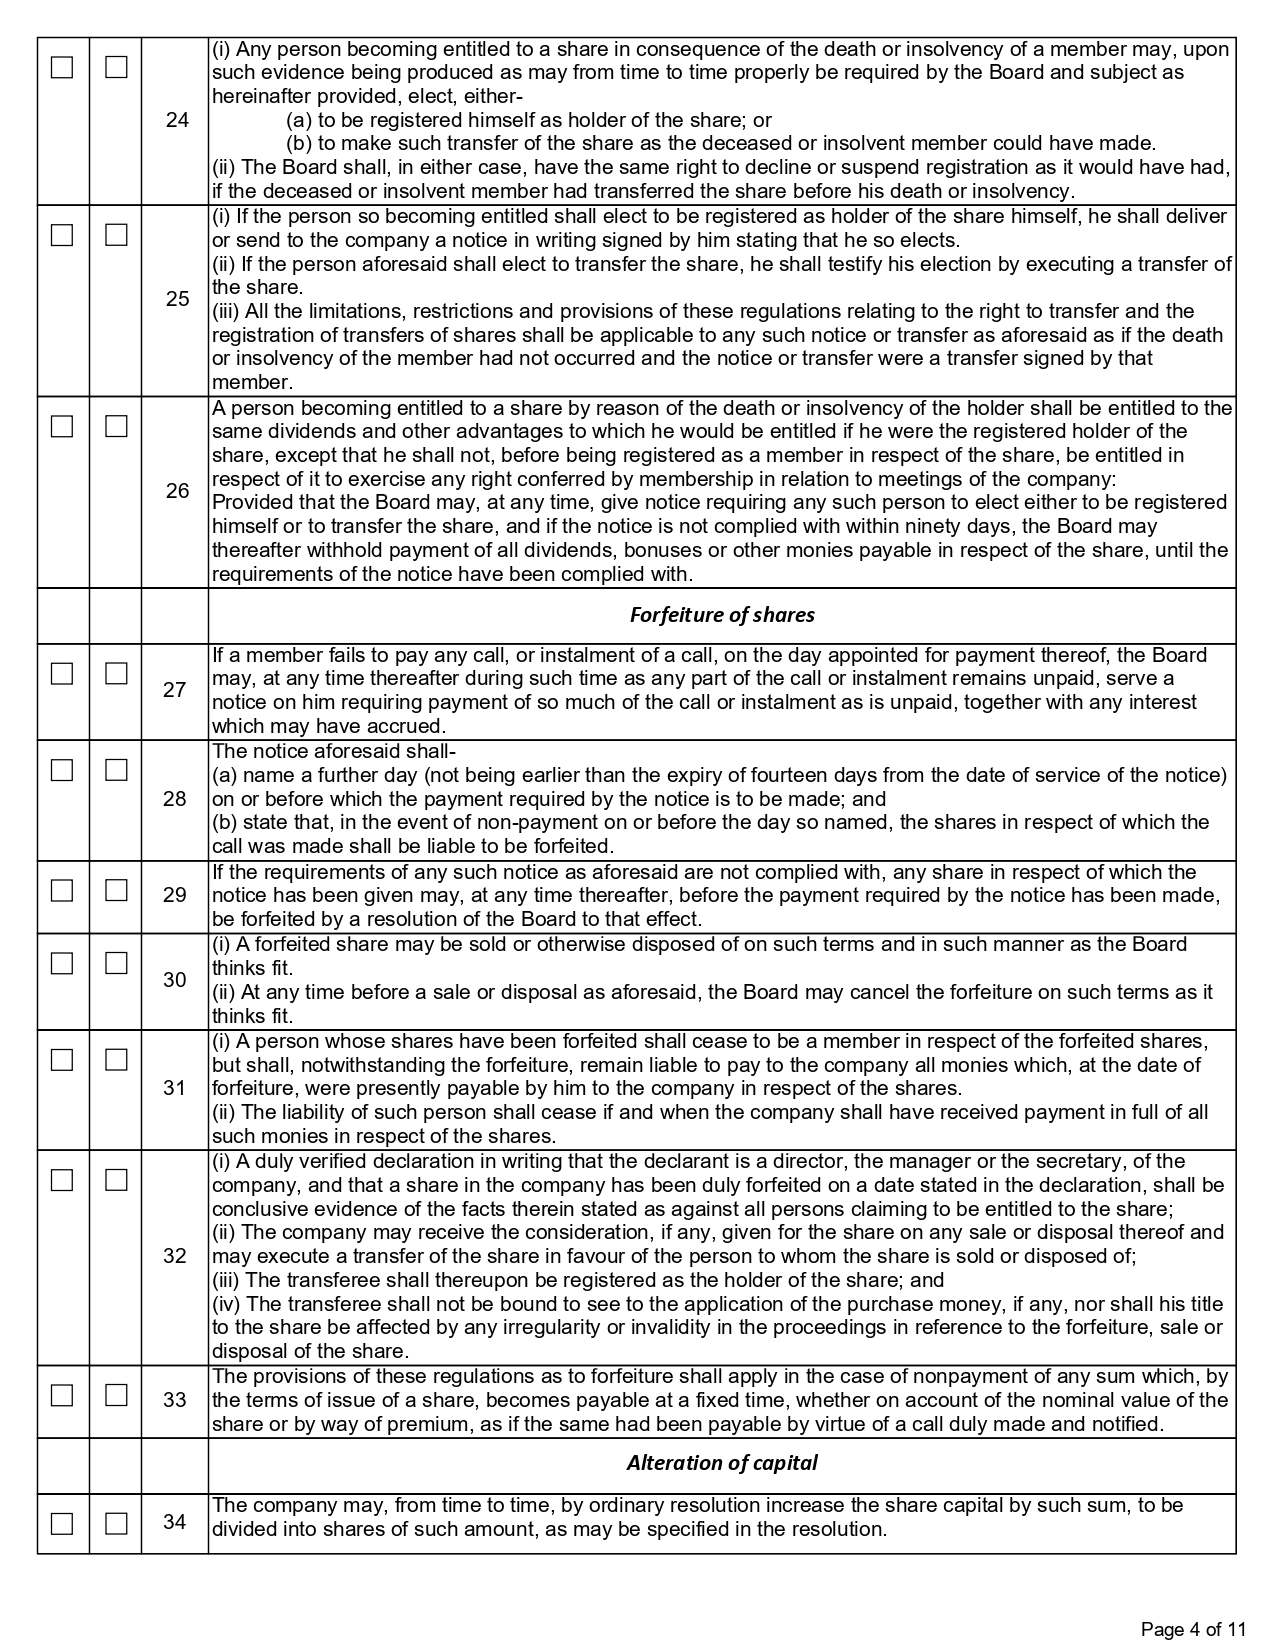 (i) Any person becoming entitled to a share in consequence of the death or insolvency of a member may, upon
such evidence being produced as may from time to time properly be required by the Board and subject as
hereinafter provided, elect, either-
24
(a) to be registered himself as holder of the share; or
(b) to make such transfer of the share as the deceased or insolvent member could have made.
(ii) The Board shall, in either case, have the same right to decline or suspend registration as it would have had,
if the deceased or insolvent member had transferred the share before his death or insolvency.
(i) If the person so becoming entitled shall elect to be registered as holder of the share himself, he shall deliver
or send to the company a notice in writing signed by him stating that he so elects.
(ii) If the person aforesaid shall elect to transfer the share, he shall testify his election by executing a transfer of
the share.
25
(iii) All the limitations, restrictions and provisions of these regulations relating to the right to transfer and the
registration of transfers of shares shall be applicable to any such notice or transfer as aforesaid as if the death
or insolvency of the member had not occurred and the notice or transfer were a transfer signed by that
member.
A person becoming entitled to a share by reason of the death or insolvency of the holder shall be entitled to the
same dividends and other advantages to which he would be entitled if he were the registered holder of the
share, except that he shall not, before being registered as a member in respect of the share, be entitled in
respect of it to exercise any right conferred by membership in relation to meetings of the company:
26
Provided that the Board may, at any time, give notice requiring any such person to elect either to be registered
himself or to transfer the share, and if the notice is not complied with within ninety days, the Board may
thereafter withhold payment of all dividends, bonuses or other monies payable in respect of the share, until the
requirements of the notice have been complied with.
Forfeiture of shares
If a member fails to pay any call, or instalment of a call, on the day appointed for payment thereof, the Board
may, at any time thereafter during such time as any part of the call or instalment remains unpaid, serve a
27
notice on him requiring payment of so much of the call or instalment as is unpaid, together with any interest
which may have accrued.
The notice aforesaid shall-
(a) name a further day (not being earlier than the expiry of fourteen days from the date of service of the notice)
28
on or before which the payment required by the notice is to be made; and
(b) state that, in the event of non-payment on or before the day so named, the shares in respect of which the
call was made shall be liable to be forfeited.
If the requirements of any such notice as aforesaid are not complied with, any share in respect of which the
29
notice has been given may, at any time thereafter, before the payment required by the notice has been made,
be forfeited by a resolution of the Board to that effect.
(i) A forfeited share may be sold or otherwise disposed of on such terms and in such manner as the Board
thinks fit.
30
(ii) At any time before a sale or disposal as aforesaid, the Board may cancel the forfeiture on such terms as it
thinks fit.
(i) A person whose shares have been forfeited shall cease to be a member in respect of the forfeited shares,
but shall, notwithstanding the forfeiture, remain liable to pay to the company all monies which, at the date of
31
forfeiture, were presently payable by him to the company in respect of the shares.
(ii) The liability of such person shall cease if and when the company shall have received payment in full of all
such monies in respect of the shares.
(i) A duly verified declaration in writing that the declarant is a director, the manager or the secretary, of the
company, and that a share in the company has been duly forfeited on a date stated in the declaration, shall be
conclusive evidence of the facts therein stated as against all persons claiming to be entitled to the share;
(ii) The company may receive the consideration, if any, given for the share on any sale or disposal thereof and
32
may execute a transfer of the share in favour of the person to whom the share is sold or disposed of;
(iii) The transferee shall thereupon be registered as the holder of the share; and
(iv) The transferee shall not be bound to see to the application of the purchase money, if any, nor shall his title
to the share be affected by any irregularity or invalidity in the proceedings in reference to the forfeiture, sale or
disposal of the share.
The provisions of these regulations as to forfeiture shall apply in the case of nonpayment of any sum which, by
33
the terms of issue of a share, becomes payable at a fixed time, whether on account of the nominal value of the
share or by way of premium, as if the same had been payable by virtue of a call duly made and notified.
Alteration of capital
The company may, from time to time, by ordinary resolution increase the share capital by such sum, to be
34
divided into shares of such amount, as may be specified in the resolution.
Page 4 of 11